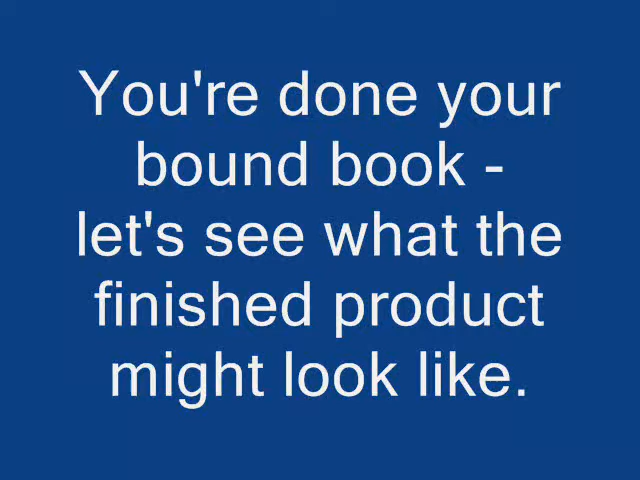 You're done your
bound book -
let's see what the
finished product
might look like.